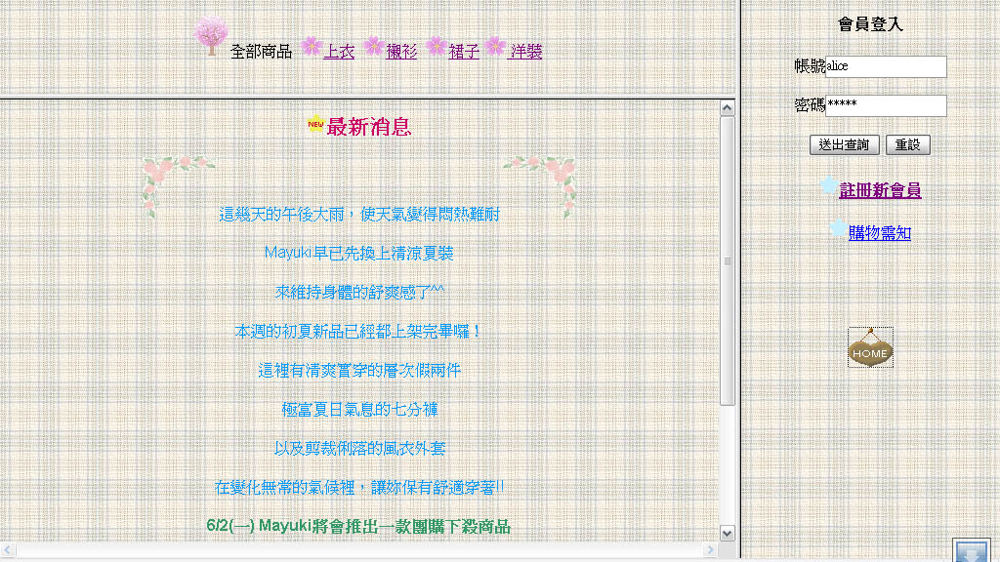 全部商品 上衣 襯衫 裙子 洋裝
NEW 最新消息
這幾天的午後大雨，使天氣變得悶熱難耐
Mayuki早已先換上清涼夏裝
來維持身體的舒爽感了^^
本週的初夏新品已經都上架完畢囉！
這裡有清爽實穿的層次假兩件
極富夏日氣息的七分褲
以及剪裁俐落的風衣外套
在變化無常的氣候裡，讓妳保有舒適穿著!!
6/2(一) Mayuki將會推出一款團購下殺商品
會員登入
帳號 alice
密碼 *****
送出查詢 重設
註冊新會員
購物需知
HOME